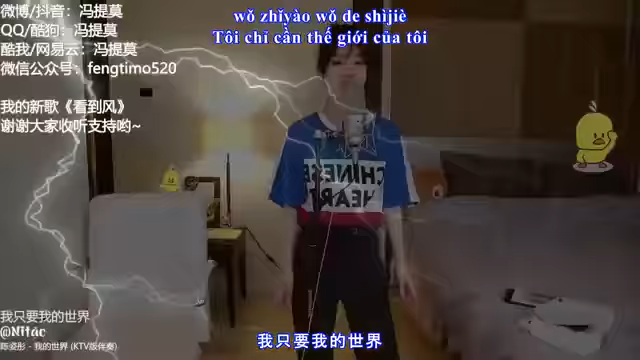 微博/抖音：冯提莫
QQ/酷狗：冯提莫
酷我/网易云：冯提莫
微信公众号：fengtimo520
我的新歌《看到风》
谢谢大家收听支持哟~
wǒ zhǐyào wǒ de shìjiè
Tôi chỉ cần thế giới của tôi
CHINESE
HEART
我只要我的世界
@Nitac
陈姿彤 - 我的世界 (KTV版伴奏)
我只要我的世界